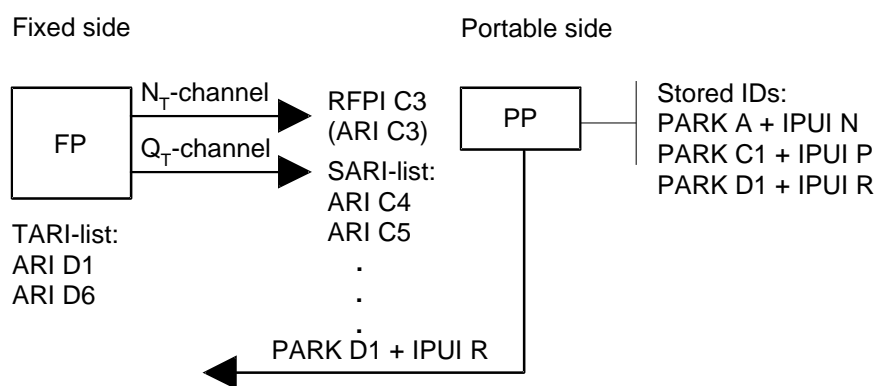 Fixed side
Portable side
N_T-channel
Q_T-channel
FP
RFPI C3
(ARI C3)
SARI-list:
ARI C4
ARI C5
.
.
.
PP
Stored IDs:
PARK A + IPUI N
PARK C1 + IPUI P
PARK D1 + IPUI R
TARI-list:
ARI D1
ARI D6
PARK D1 + IPUI R